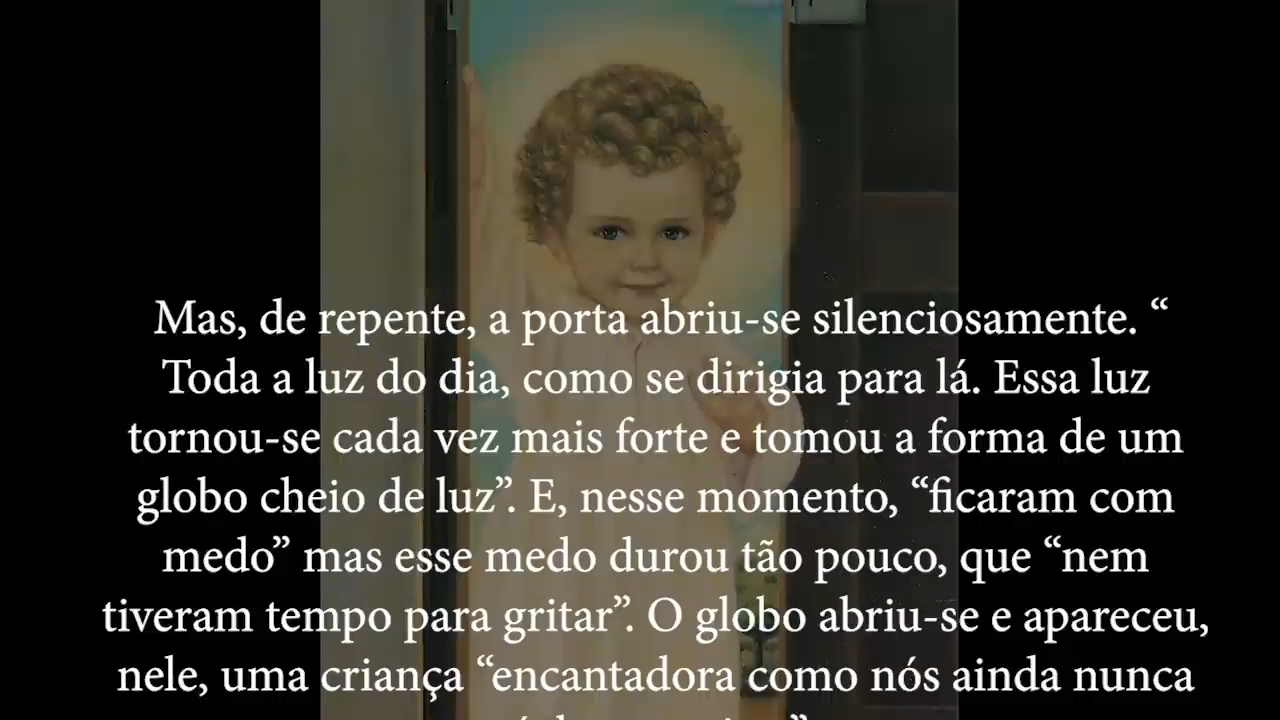 Mas, de repente, a porta abriu-se silenciosamente. “
Toda a luz do dia, como se dirigia para lá. Essa luz
tornou-se cada vez mais forte e tomou a forma de um
globo cheio de luz”. E, nesse momento, “ficaram com
medo” mas esse medo durou tão pouco, que “nem
tiveram tempo para gritar”. O globo abriu-se e apareceu,
nele, uma criança “encantadora como nós ainda nunca